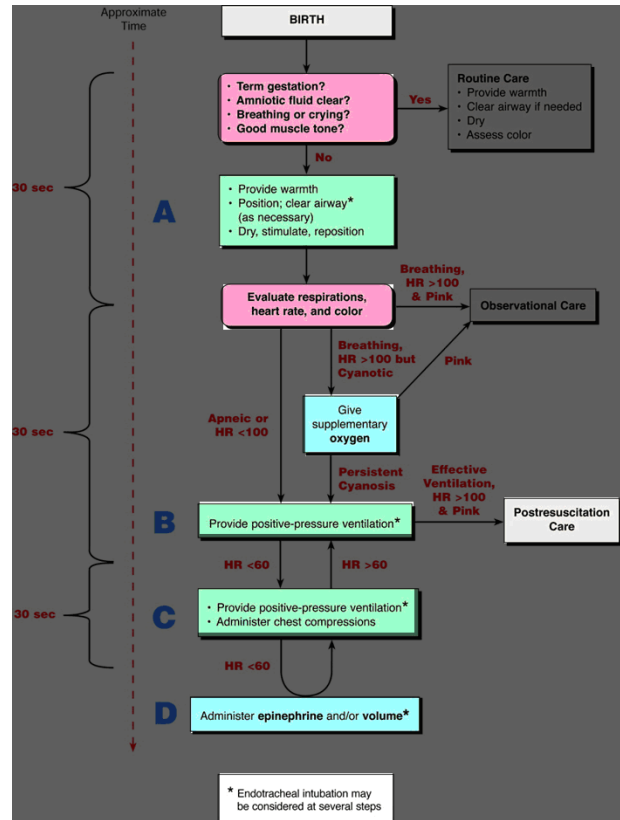 Approximate
Time
BIRTH
• Term gestation?
• Amniotic fluid clear?
• Breathing or crying?
• Good muscle tone?
Yes
Routine Care
• Provide warmth
• Clear airway if needed
• Dry
• Assess color
No
30 sec
A
• Provide warmth
• Position; clear airway*
(as necessary)
• Dry, stimulate, reposition
Evaluate respirations,
heart rate, and color
Breathing,
HR >100
& Pink
Observational Care
Breathing,
HR >100 but
Cyanotic
Pink
Apneic or
HR <100
Give
supplementary
oxygen
30 sec
Persistent
Cyanosis
Effective
Ventilation,
HR >100
& Pink
B
Provide positive-pressure ventilation*
Postresuscitation
Care
HR <60
HR >60
30 sec
C
• Provide positive-pressure ventilation*
• Administer chest compressions
HR <60
D
Administer epinephrine and/or volume*
* Endotracheal intubation may
be considered at several steps